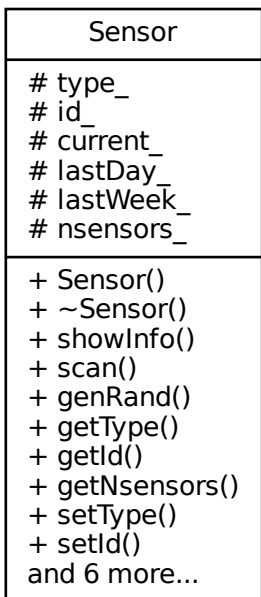 Sensor
# type_
# id_
# current_
# lastDay_
# lastWeek_
# nsensors_
+ Sensor()
+ ~Sensor()
+ showInfo()
+ scan()
+ genRand()
+ getType()
+ getId()
+ getNsensors()
+ setType()
+ setId()
and 6 more...